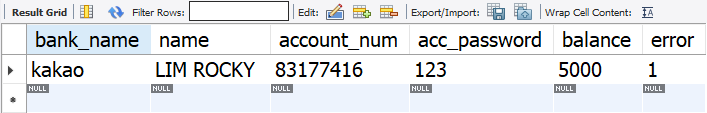 Result Grid Filter Rows: Edit: Export/Import: Wrap Cell Content: IA
bank_name name account_num acc_password balance error
kakao LIM ROCKY 83177416 123 5000 1
NULL NULL NULL NULL NULL NULL